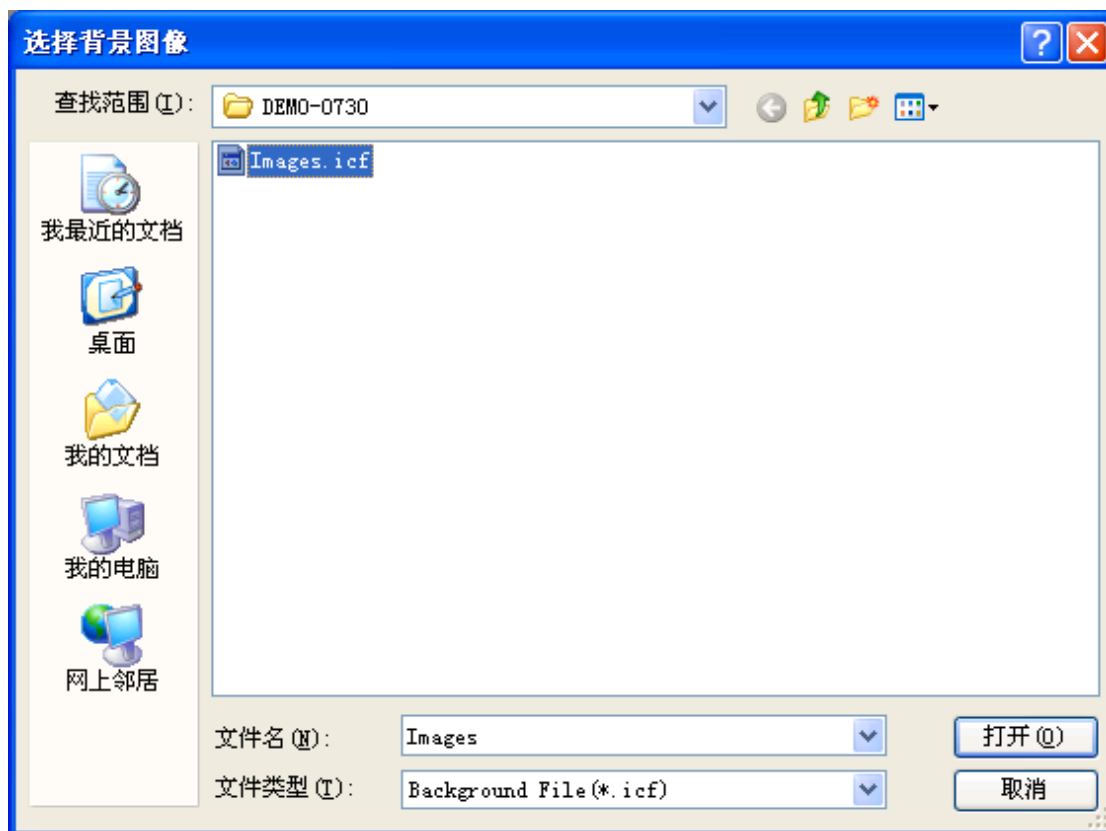 选择背景图像
查找范围(I):
DEMO-0730
Images.icf
我最近的文档
桌面
我的文档
我的电脑
网上邻居
文件名(N):
Images
打开(O)
文件类型(T):
Background File(*.icf)
取消